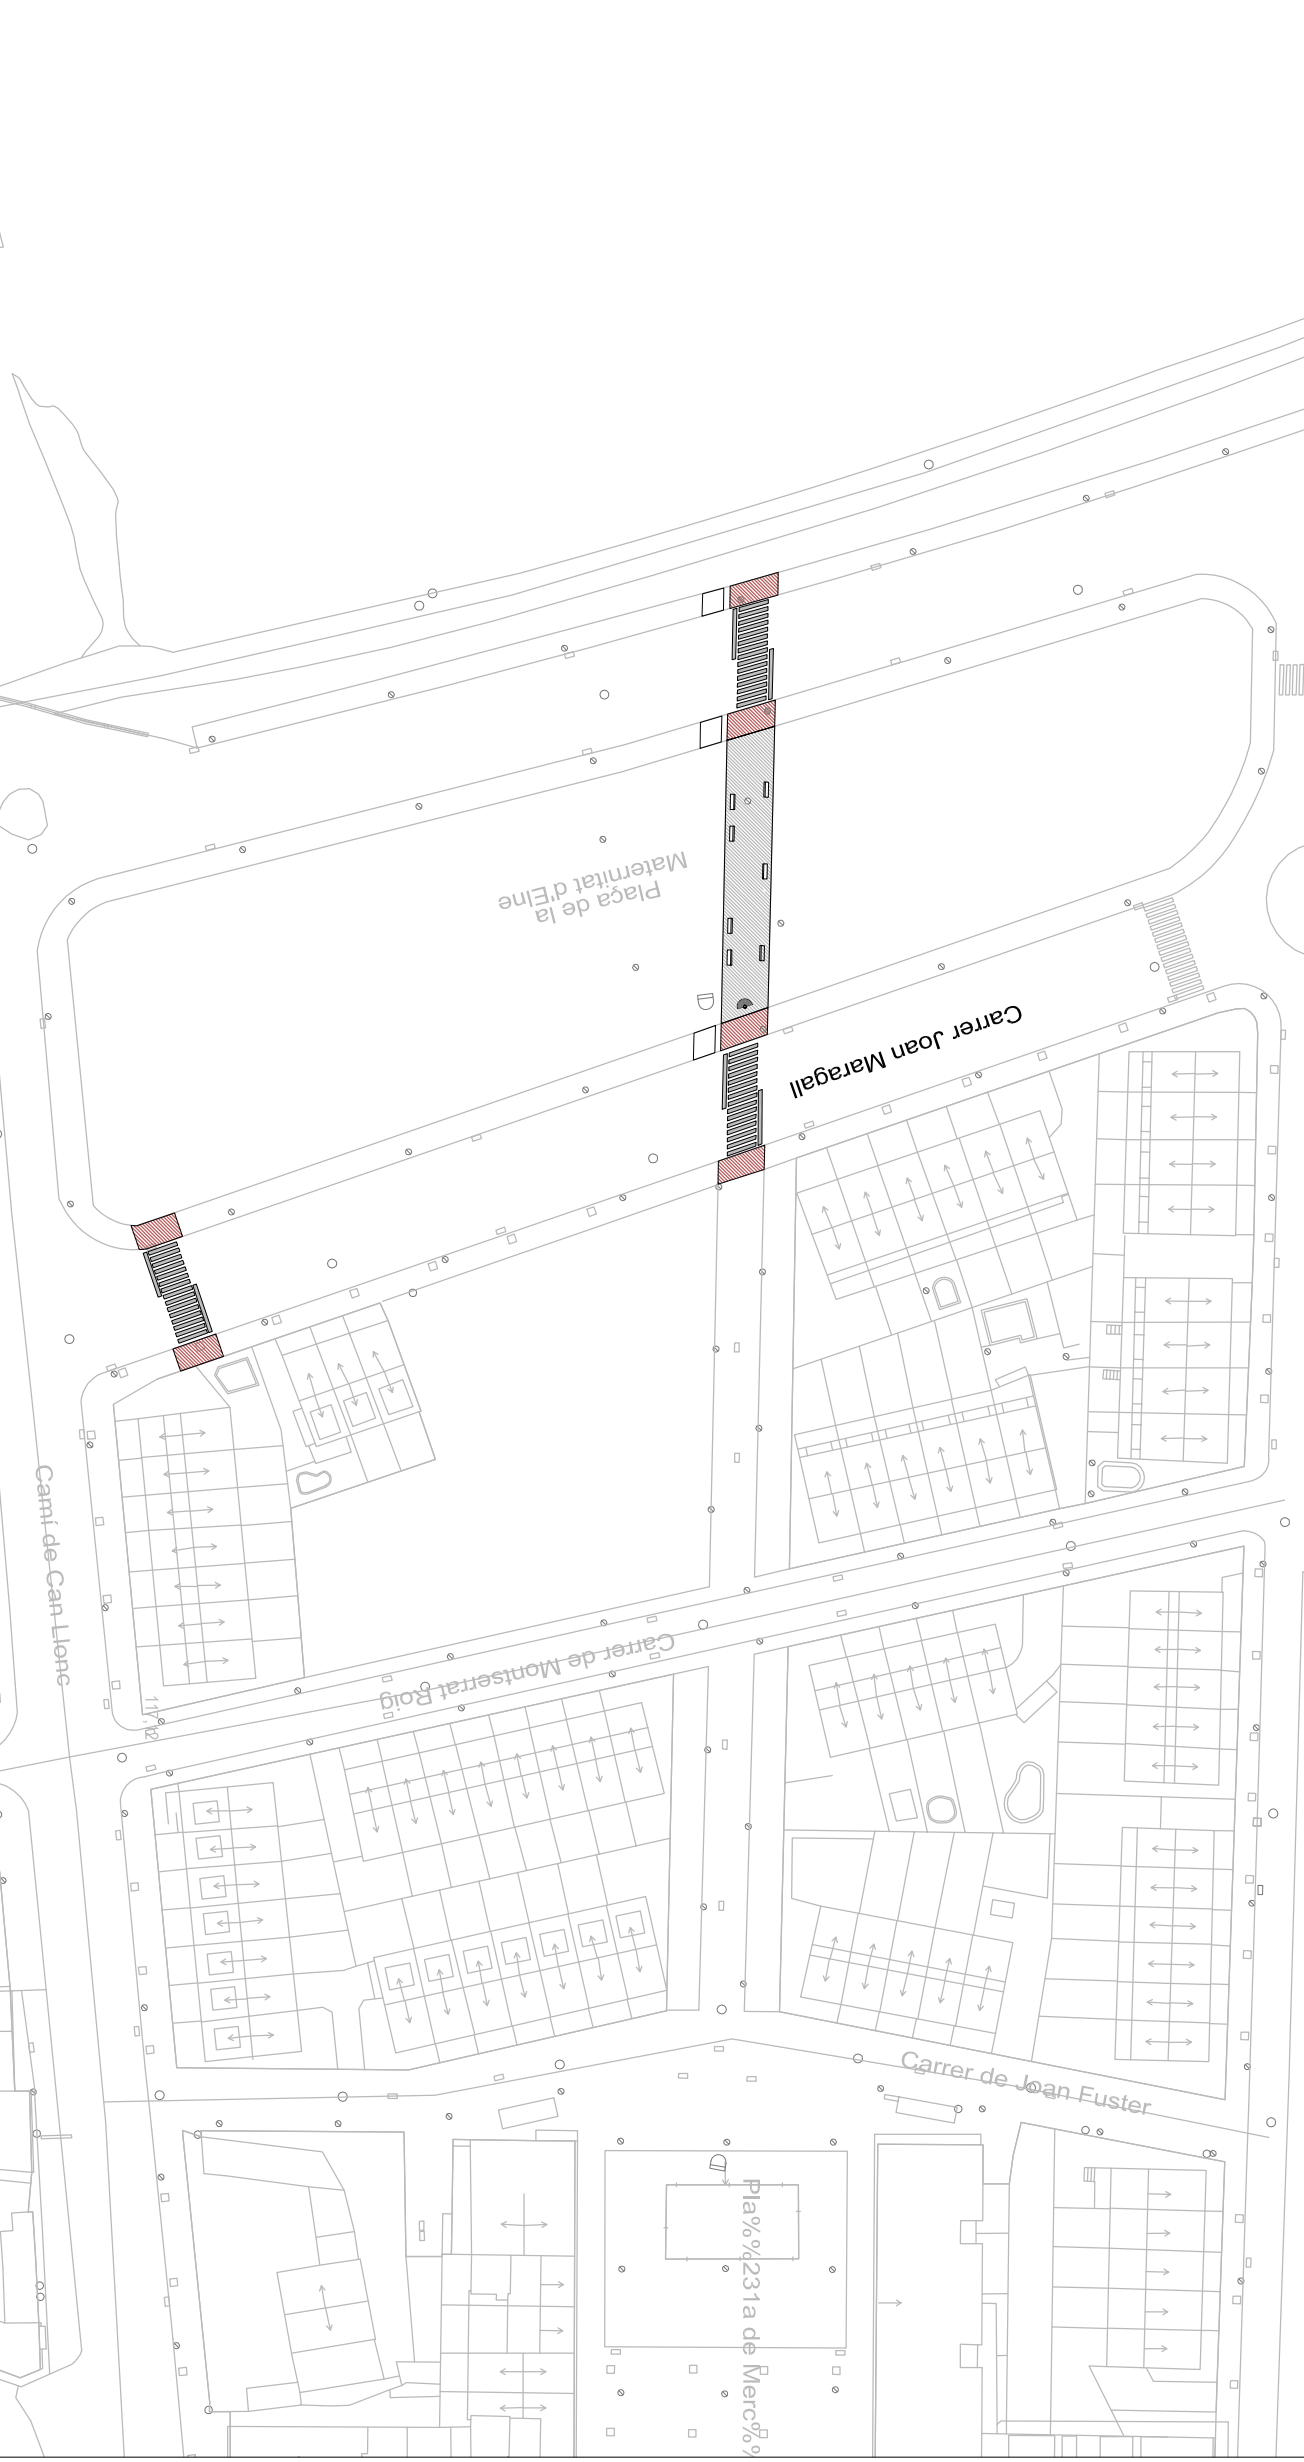 Plaça de la
Maternitat d'Elne
Carrer Joan Maragall
Camí de Can Llonc
Carrer de Montserrat Roig
Carrer de Joan Fuster
Pla%%231a de Merc%%